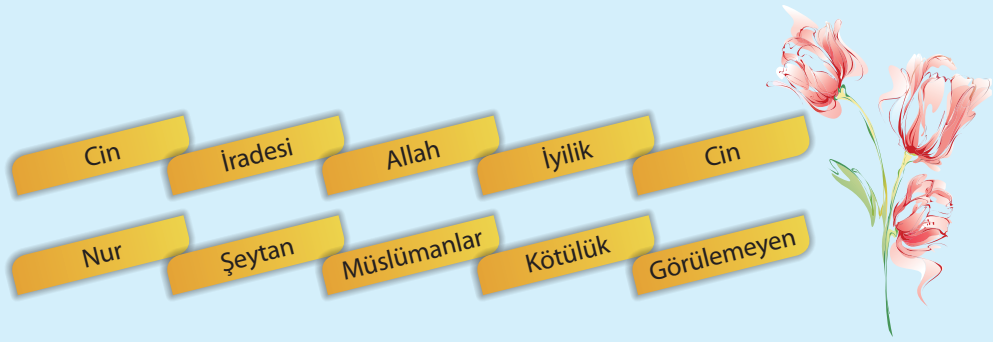 Cin İradesi Allah İyilik Cin
Nur Şeytan Müslümanlar Kötülük Görülemeyen